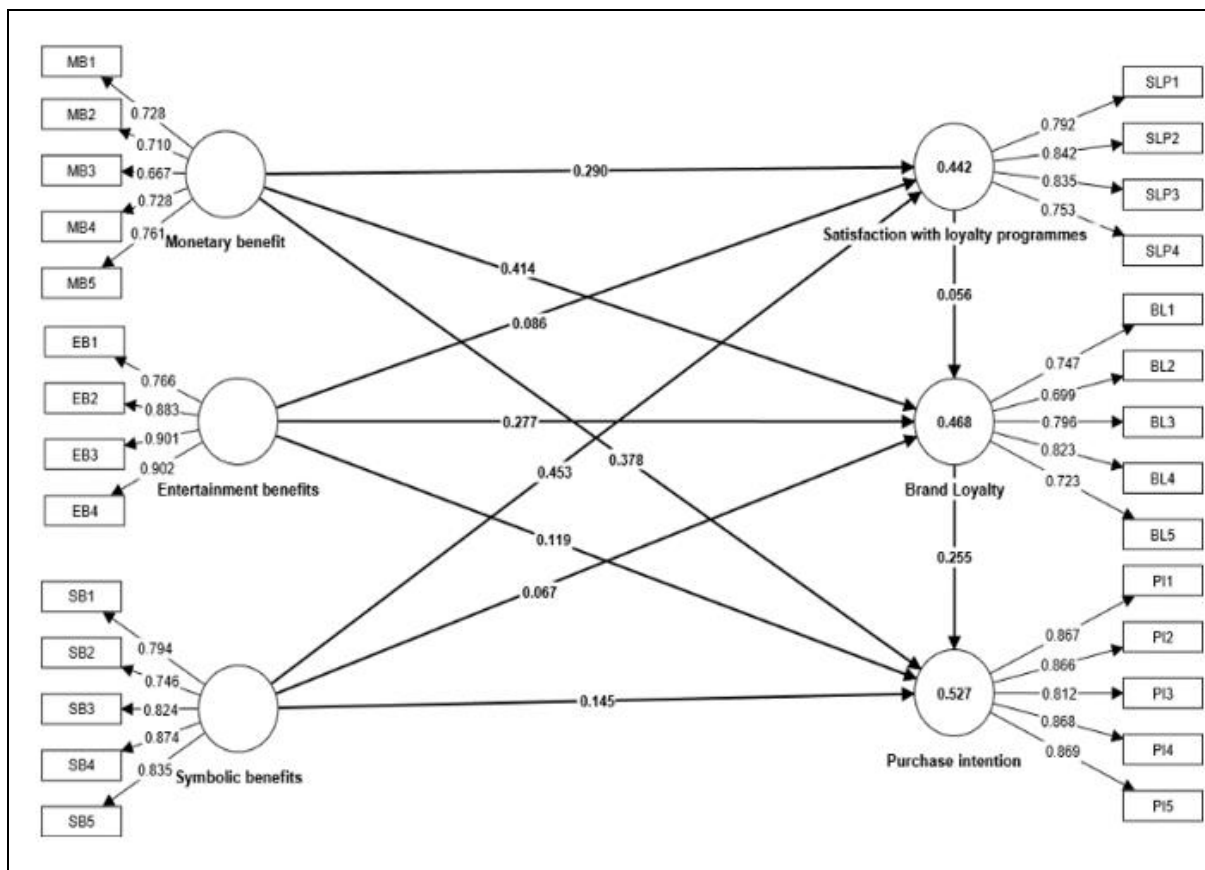 MB1
0.728
MB2
0.710
MB3
0.667
MB4
0.728
0.761
MB5
Monetary benefit
EB1
0.766
EB2
0.883
EB3
0.901
0.902
EB4
Entertainment benefits
SB1
0.794
SB2
0.746
SB3
0.824
SB4
0.874
0.835
SB5
Symbolic benefits
0.290
0.414
0.086
0.277
0.378
0.453
0.119
0.067
0.145
0.442
Satisfaction with loyalty programmes
0.792
SLP1
0.842
SLP2
0.835
SLP3
0.753
SLP4
0.056
0.468
Brand Loyalty
0.747
BL1
0.699
BL2
0.796
BL3
0.823
BL4
0.723
BL5
0.255
0.527
Purchase intention
0.867
PI1
0.866
PI2
0.812
PI3
0.868
PI4
0.869
PI5